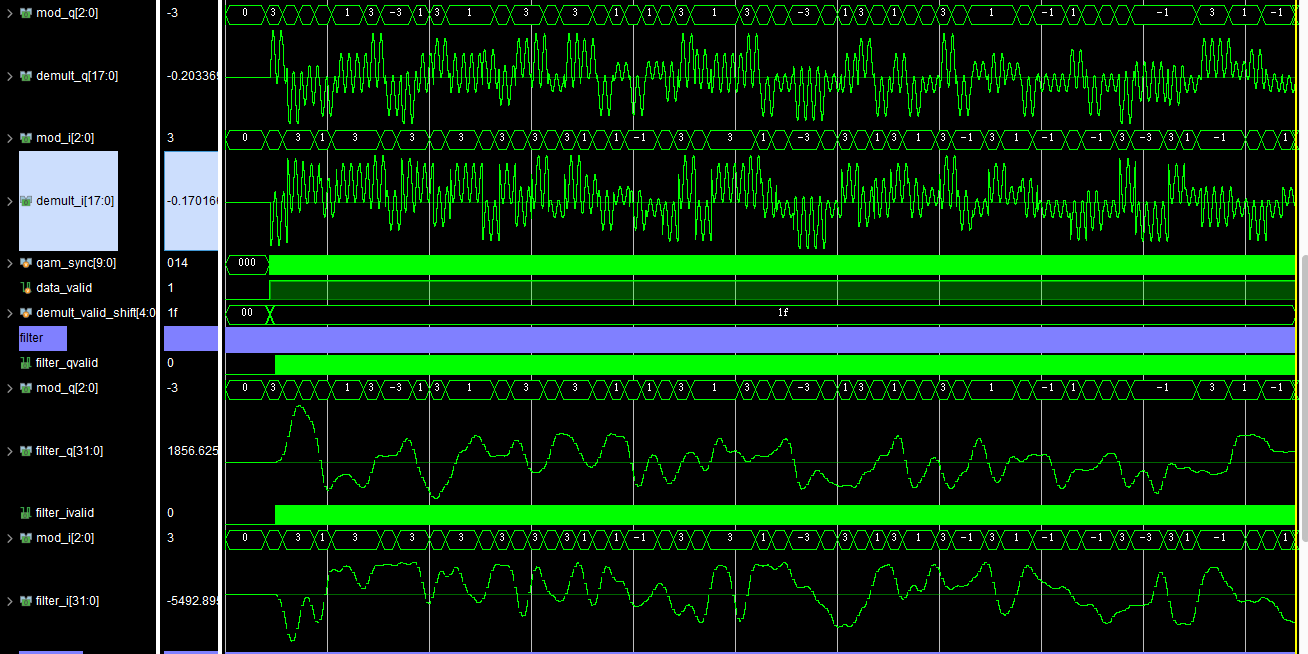 mod_q[2:0] -3 0 3 1 3 -3 1 3 1 3 3 1 1 3 1 3 -3 1 3 3 1 3 1 -1 1 -1 3 1 -1
demult_q[17:0] -0.203369
mod_i[2:0] 3 0 3 1 3 3 3 3 3 3 1 1 -1 3 3 1 -3 3 3 1 3 3 -1 3 1 -1 3 -3 3 -1 1
demult_i[17:0] -0.170166
qam_sync[9:0] 014 000
data_valid 1
demult_valid_shift[4:0 1f 00 1f
filter
filter_qvalid 0
mod_q[2:0] -3 0 3 1 3 -3 1 3 1 3 3 1 1 3 1 3 -3 1 3 3 1 3 1 -1 1 -1 3 1 -1
filter_q[31:0] 1856.625
filter_ivalid 0
mod_i[2:0] 3 0 3 1 3 3 3 3 3 3 1 1 -1 3 3 1 -3 3 3 1 3 3 -1 3 1 -1 3 -3 3 -1 1
filter_i[31:0] -5492.895